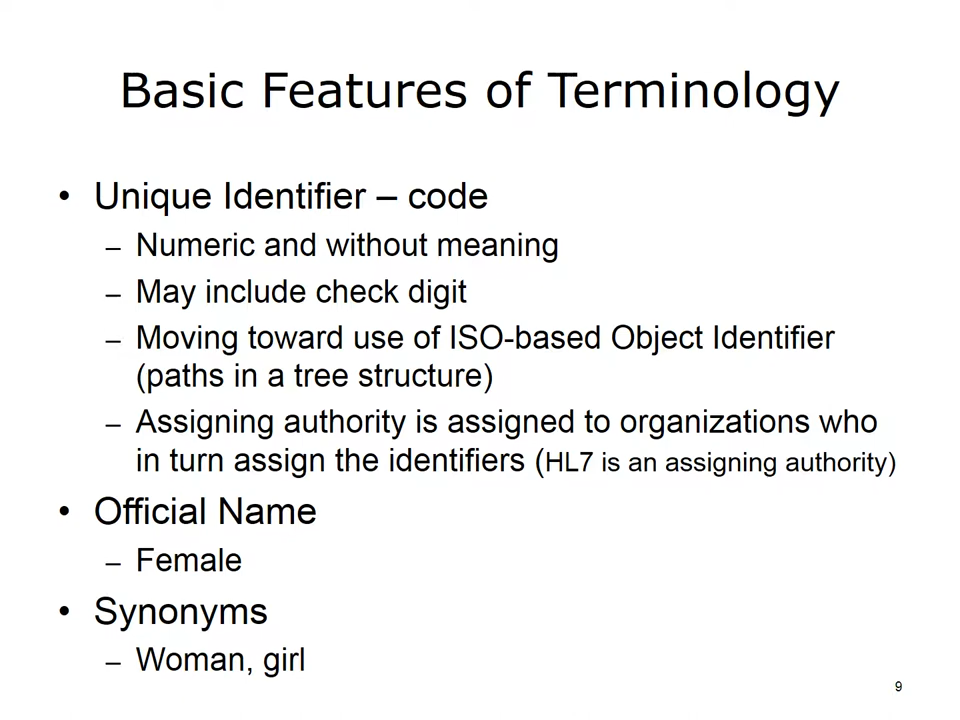 Basic Features of Terminology
• Unique Identifier – code
– Numeric and without meaning
– May include check digit
– Moving toward use of ISO-based Object Identifier
(paths in a tree structure)
– Assigning authority is assigned to organizations who
in turn assign the identifiers (HL7 is an assigning authority)
• Official Name
– Female
• Synonyms
– Woman, girl
9